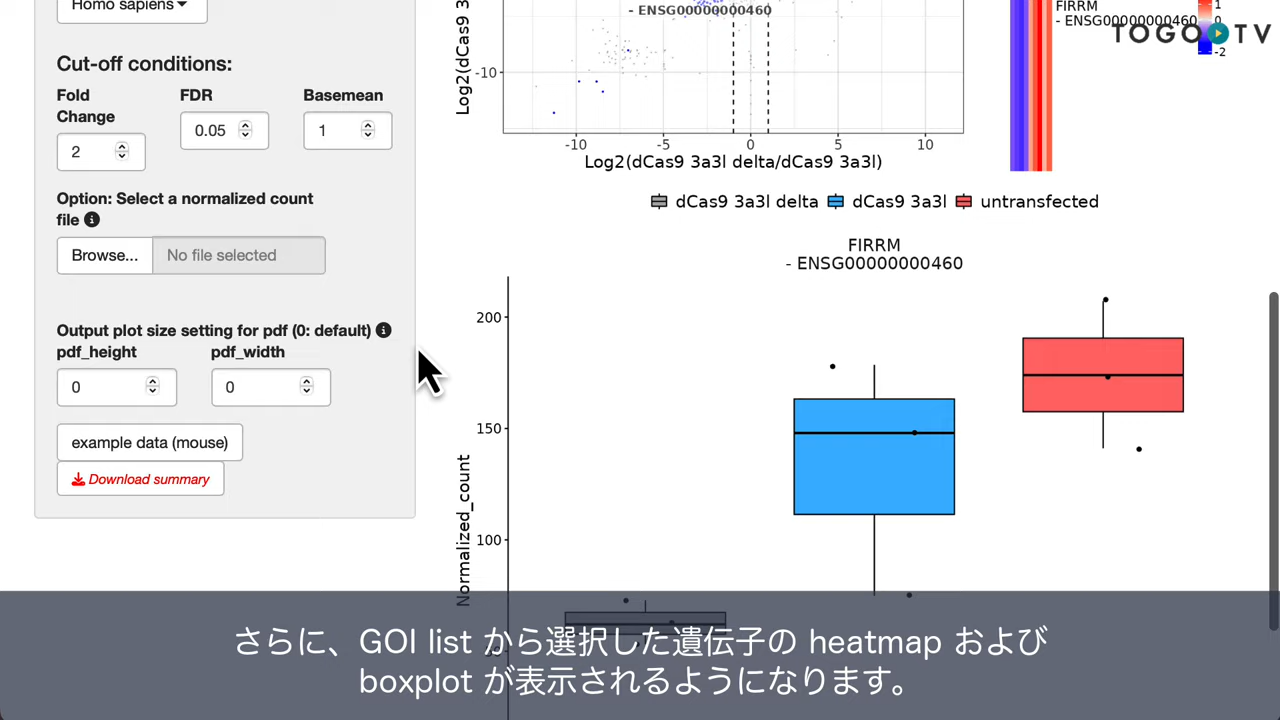 Homo sapiens
Cut-off conditions:
Fold Change
FDR
Basemean
2
0.05
1
Option: Select a normalized count
file
Browse...
No file selected
Output plot size setting for pdf (0: default)
pdf_height
pdf_width
0
0
example data (mouse)
Download summary
- ENSG00000000460
Log2(dCas9 3
-10
-10
-5
0
5
10
Log2(dCas9 3a3l delta/dCas9 3a3l)
FIRRM
- ENSG00000000460
1
0
-2
TOGO TV
dCas9 3a3l delta
dCas9 3a3l
untransfected
FIRRM
- ENSG00000000460
200
150
100
Normalized_count
さらに、GOI list から選択した遺伝子の heatmap および
boxplot が表示されるようになります。